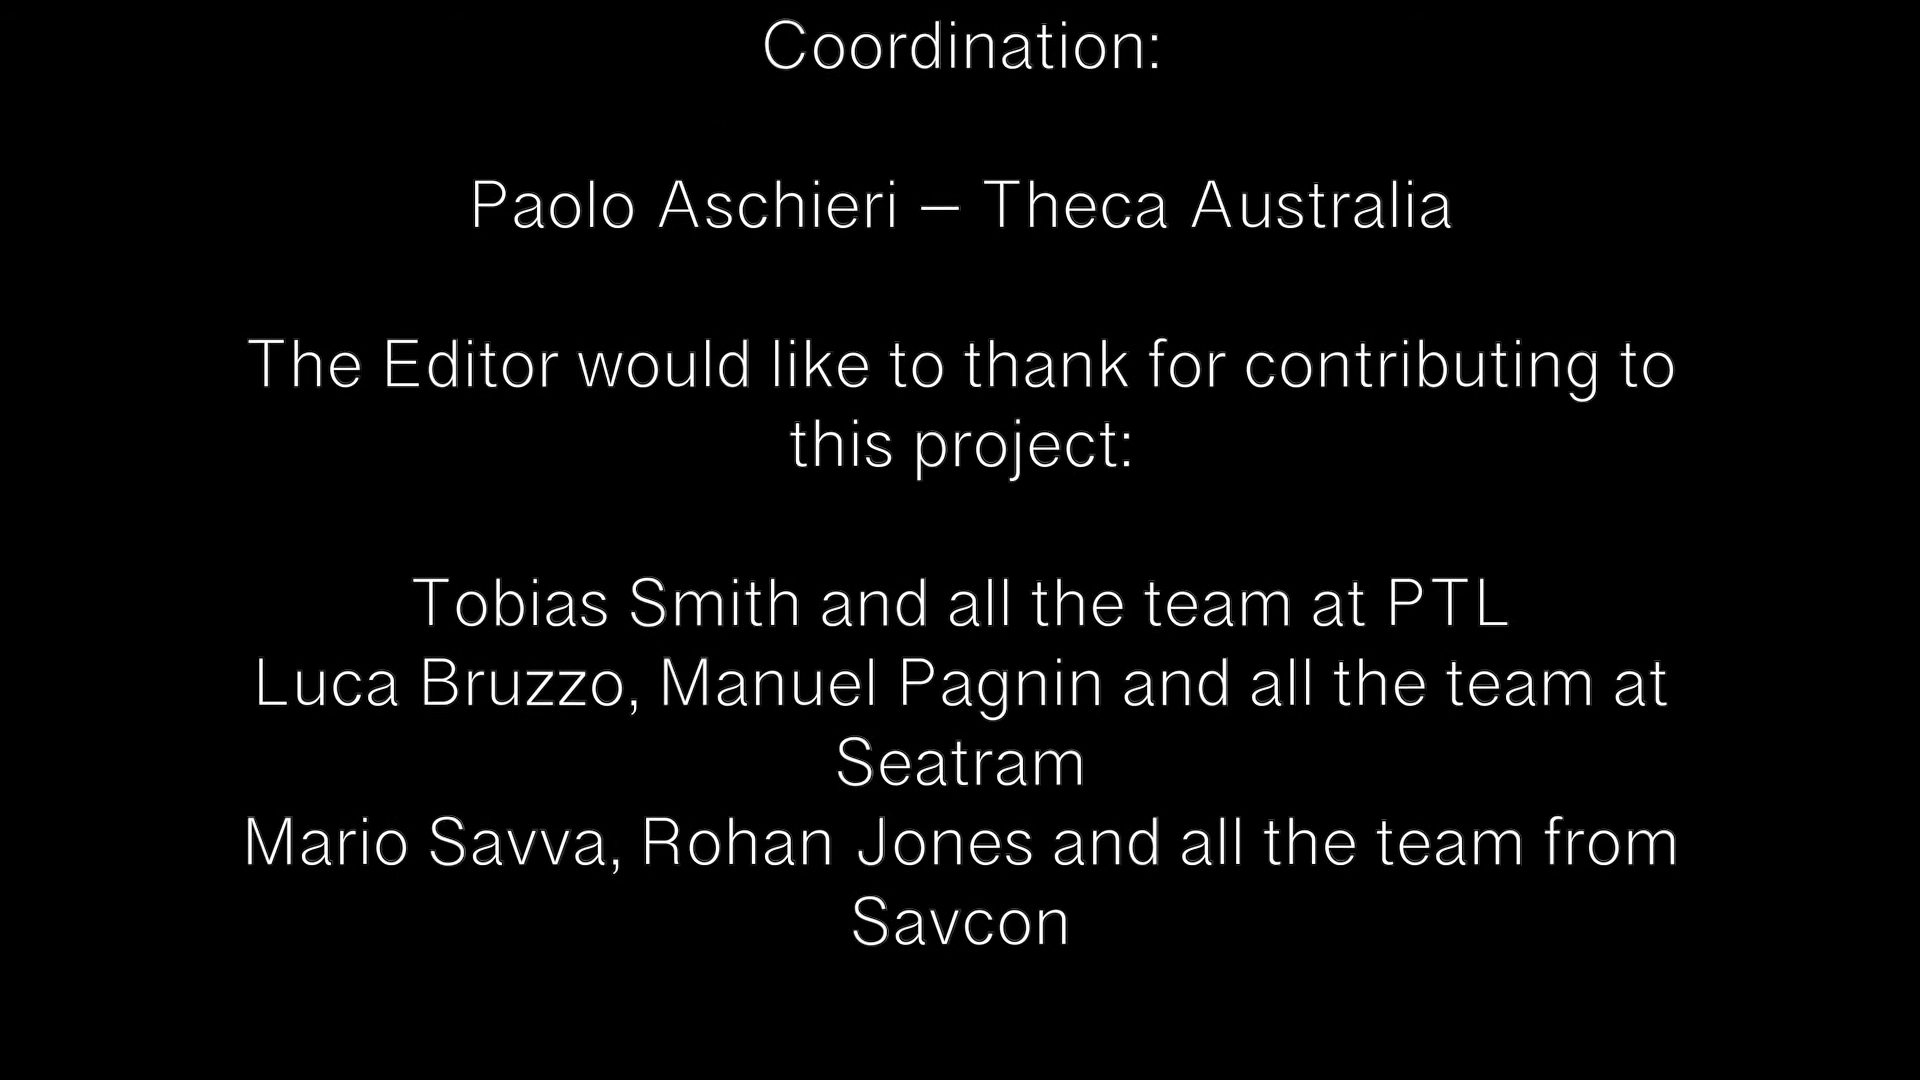 Coordination:
Paolo Aschieri – Theca Australia
The Editor would like to thank for contributing to
this project:
Tobias Smith and all the team at PTL
Luca Bruzzo, Manuel Pagnin and all the team at
Seatram
Mario Savva, Rohan Jones and all the team from
Savcon